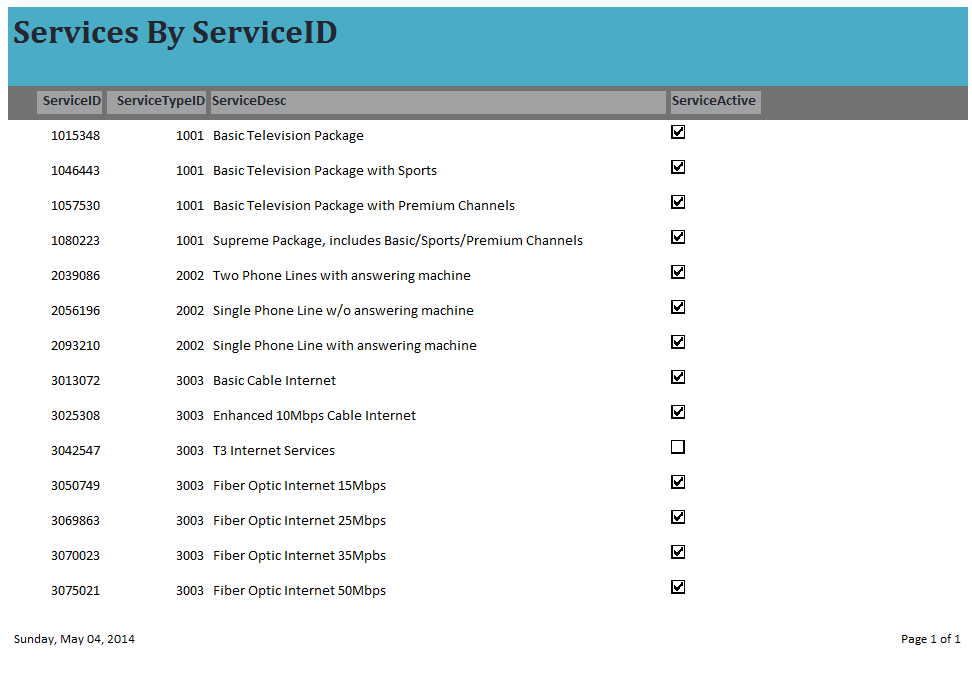 Services By ServiceID
ServiceID ServiceTypeID ServiceDesc ServiceActive
1015348 1001 Basic Television Package
1046443 1001 Basic Television Package with Sports
1057530 1001 Basic Television Package with Premium Channels
1080223 1001 Supreme Package, includes Basic/Sports/Premium Channels
2039086 2002 Two Phone Lines with answering machine
2056196 2002 Single Phone Line w/o answering machine
2093210 2002 Single Phone Line with answering machine
3013072 3003 Basic Cable Internet
3025308 3003 Enhanced 10Mbps Cable Internet
3042547 3003 T3 Internet Services
3050749 3003 Fiber Optic Internet 15Mbps
3069863 3003 Fiber Optic Internet 25Mbps
3070023 3003 Fiber Optic Internet 35Mpbs
3075021 3003 Fiber Optic Internet 50Mbps
Sunday, May 04, 2014 Page 1 of 1